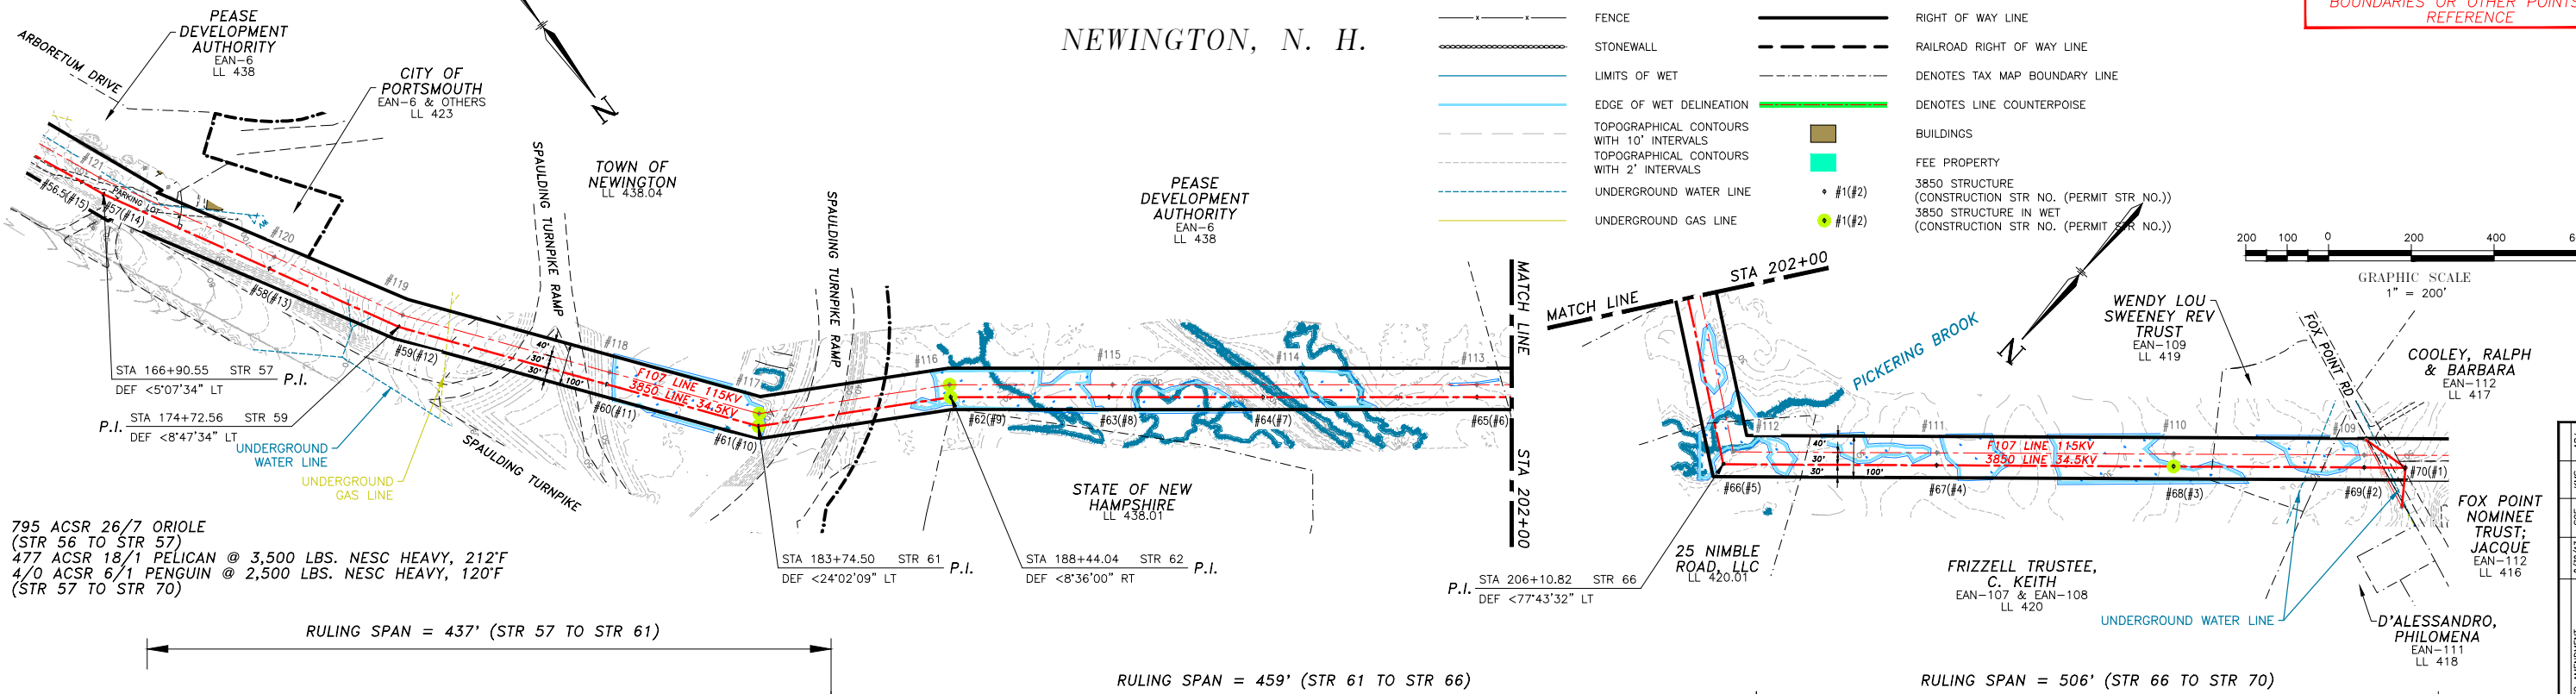 PEASE
DEVELOPMENT
AUTHORITY
EAN-6
LL 438
ARBORETUM DRIVE
CITY OF
PORTSMOUTH
EAN-6 & OTHERS
LL 423
N
NEWINGTON, N. H.
FENCE
STONEWALL
LIMITS OF WET
EDGE OF WET DELINEATION
TOPOGRAPHICAL CONTOURS
WITH 10' INTERVALS
TOPOGRAPHICAL CONTOURS
WITH 2' INTERVALS
UNDERGROUND WATER LINE
UNDERGROUND GAS LINE
RIGHT OF WAY LINE
RAILROAD RIGHT OF WAY LINE
DENOTES TAX MAP BOUNDARY LINE
DENOTES LINE COUNTERPOISE
BUILDINGS
FEE PROPERTY
#1(#2)
3850 STRUCTURE
(CONSTRUCTION STR NO. (PERMIT STR NO.))
#1(#2)
3850 STRUCTURE IN WET
(CONSTRUCTION STR NO. (PERMIT STR NO.))
BOUNDARIES OR OTHER POINTS
REFERENCE
200 100 0 200 400
GRAPHIC SCALE
1" = 200'
#121
#56.5(#15)
#57(#14)
PARKING LOT
#120
#58(#13)
#119
#59(#12)
TOWN OF
NEWINGTON
LL 438.04
SPAULDING TURNPIKE RAMP
SPAULDING TURNPIKE RAMP
SPAULDING TURNPIKE
40'
30'
30'
100'
#118
F107 LINE 115KV
3850 LINE 34.5KV
#60(#11)
#117
#61(#10)
#116
#62(#9)
#115
#63(#8)
#114
#64(#7)
#113
#65(#6)
PEASE
DEVELOPMENT
AUTHORITY
EAN-6
LL 438
MATCH LINE
STA 202+00
STATE OF NEW
HAMPSHIRE
LL 438.01
STA 166+90.55 STR 57
DEF <5°07'34" LT
P.I.
STA 174+72.56 STR 59
DEF <8°47'34" LT
P.I.
UNDERGROUND
WATER LINE
UNDERGROUND
GAS LINE
STA 183+74.50 STR 61
DEF <24°02'09" LT
P.I.
STA 188+44.04 STR 62
DEF <8°36'00" RT
P.I.
795 ACSR 26/7 ORIOLE
(STR 56 TO STR 57)
477 ACSR 18/1 PELICAN @ 3,500 LBS. NESC HEAVY, 212°F
4/0 ACSR 6/1 PENGUIN @ 2,500 LBS. NESC HEAVY, 120°F
(STR 57 TO STR 70)
RULING SPAN = 437' (STR 57 TO STR 61)
RULING SPAN = 459' (STR 61 TO STR 66)
RULING SPAN = 506' (STR 66 TO STR 70)
MATCH LINE
STA 202+00
PICKERING BROOK
N
#112
#66(#5)
40'
30'
30'
100'
#111
F107 LINE 115KV
3850 LINE 34.5KV
#67(#4)
#110
#68(#3)
#109
#69(#2)
#70(#1)
WENDY LOU
SWEENEY REV
TRUST
EAN-109
LL 419
FOX POINT RD
COOLEY, RALPH
& BARBARA
EAN-112
LL 417
FOX POINT
NOMINEE
TRUST;
JACQUE
EAN-112
LL 416
25 NIMBLE
ROAD, LLC
LL 420.01
STA 206+10.82 STR 66
DEF <77°43'32" LT
P.I.
FRIZZELL TRUSTEE,
C. KEITH
EAN-107 & EAN-108
LL 420
UNDERGROUND WATER LINE
D'ALESSANDRO,
PHILOMENA
EAN-111
LL 418